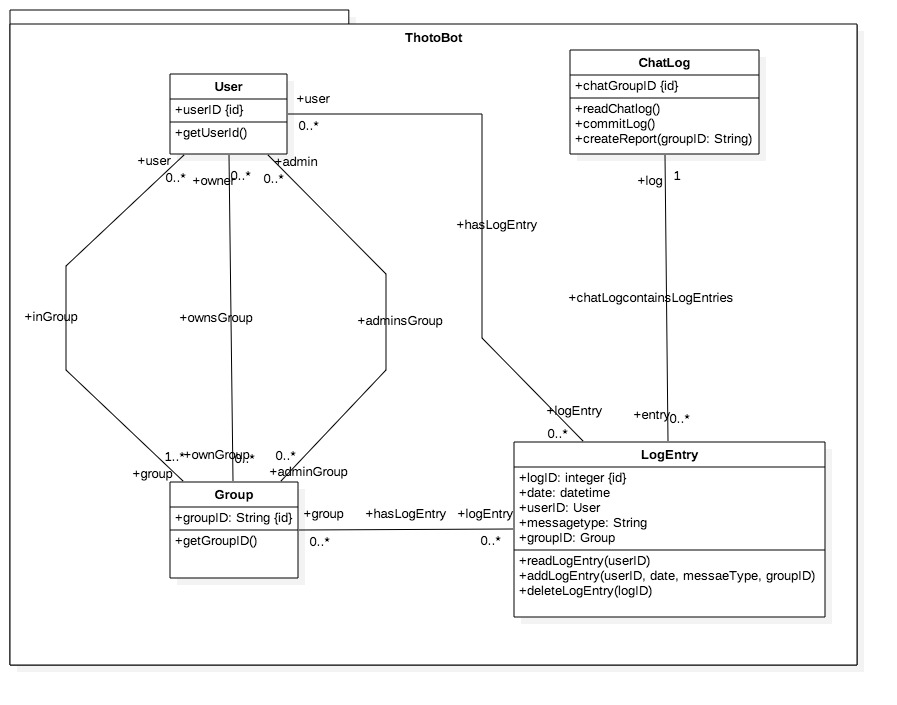 ThotoBot
User
+userID {id}
+getUserId()
ChatLog
+chatGroupID {id}
+readChatlog()
+commitLog()
+createReport(groupID: String)
+user
0..*
+user
0..*
+owner
0..*
+admin
0..*
+log
1
+hasLogEntry
+chatLogcontainsLogEntries
+inGroup
+ownsGroup
+adminsGroup
+logEntry
0..*
+entry
0..*
1..*
+group
+ownGroup
0..*
0..*
+adminGroup
Group
+groupID: String {id}
+getGroupID()
+group
0..*
+hasLogEntry
+logEntry
0..*
LogEntry
+logID: integer {id}
+date: datetime
+userID: User
+messagetype: String
+groupID: Group
+readLogEntry(userID)
+addLogEntry(userID, date, messaeType, groupID)
+deleteLogEntry(logID)